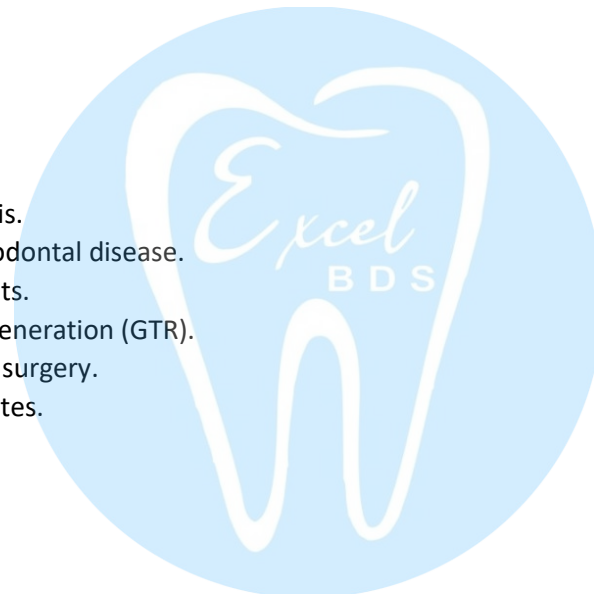 is.
odontal disease.
ts.
eneration (GTR).
surgery.
tes.
Excel
BDS